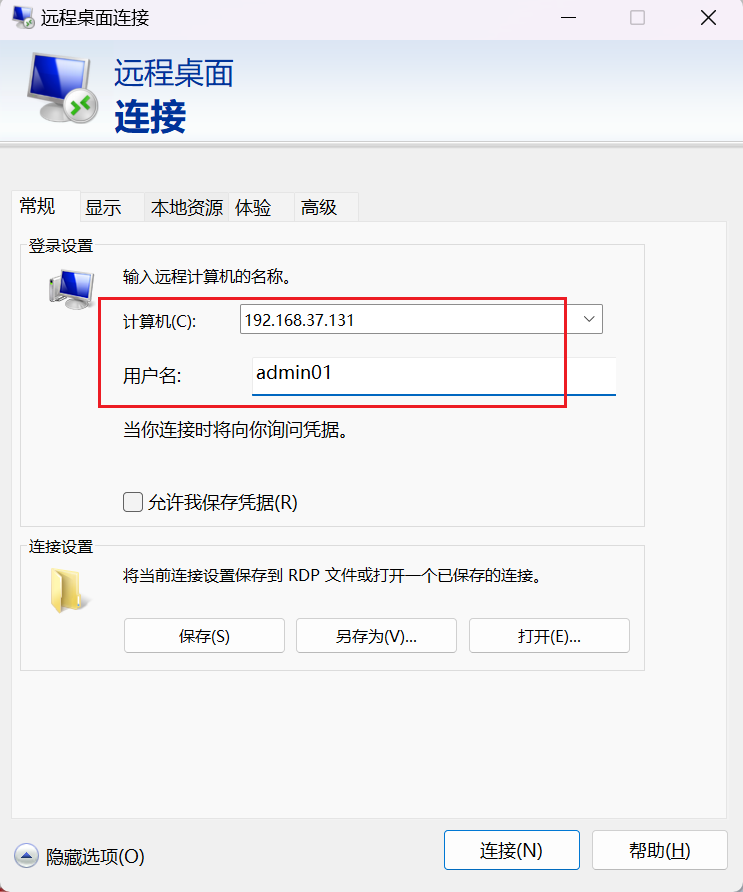 远程桌面连接
远程桌面
连接
常规 显示 本地资源 体验 高级
登录设置
输入远程计算机的名称。
计算机(C): 192.168.37.131
用户名: admin01
当你连接时将向你询问凭据。
允许我保存凭据(R)
连接设置
将当前连接设置保存到 RDP 文件或打开一个已保存的连接。
保存(S) 另存为(V)... 打开(E)...
隐藏选项(O) 连接(N) 帮助(H)